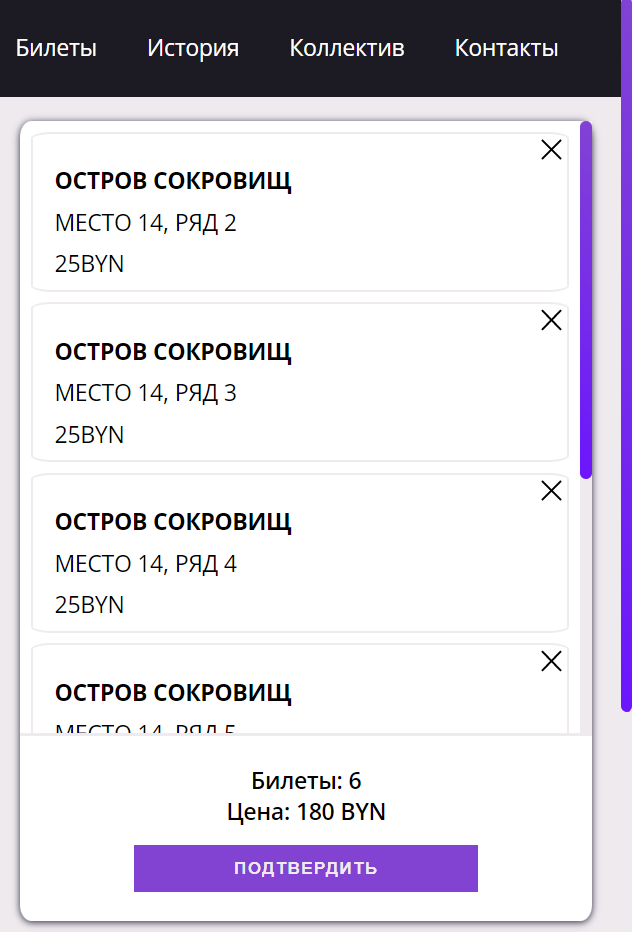 Билеты История Коллектив Контакты
ОСТРОВ СОКРОВИЩ
МЕСТО 14, РЯД 2
25BYN
ОСТРОВ СОКРОВИЩ
МЕСТО 14, РЯД 3
25BYN
ОСТРОВ СОКРОВИЩ
МЕСТО 14, РЯД 4
25BYN
ОСТРОВ СОКРОВИЩ
МЕСТО 14, РЯД 5
Билеты: 6
Цена: 180 BYN
ПОДТВЕРДИТЬ